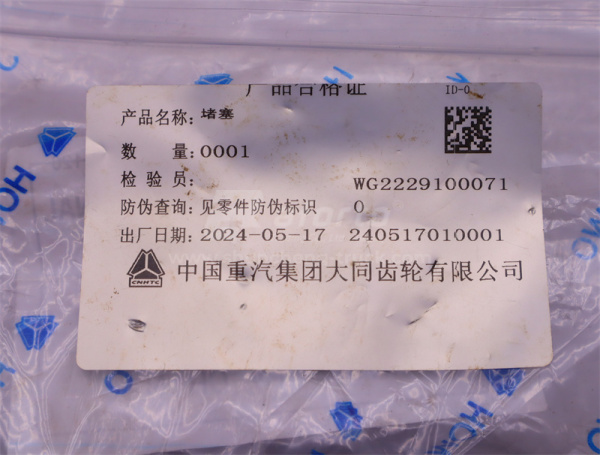 产品合格证
ID-0
产品名称: 堵塞
数 量: 0001
检 验 员:
WG2229100071
防伪查询: 见零件防伪标识 0
出厂日期: 2024-05-17 240517010001
CNHTC 中国重汽集团大同齿轮有限公司
HOWO